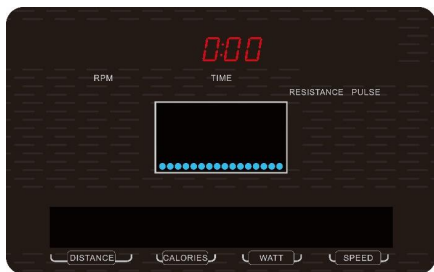 0:00
RPM TIME
RESISTANCE PULSE
DISTANCE CALORIES WATT SPEED